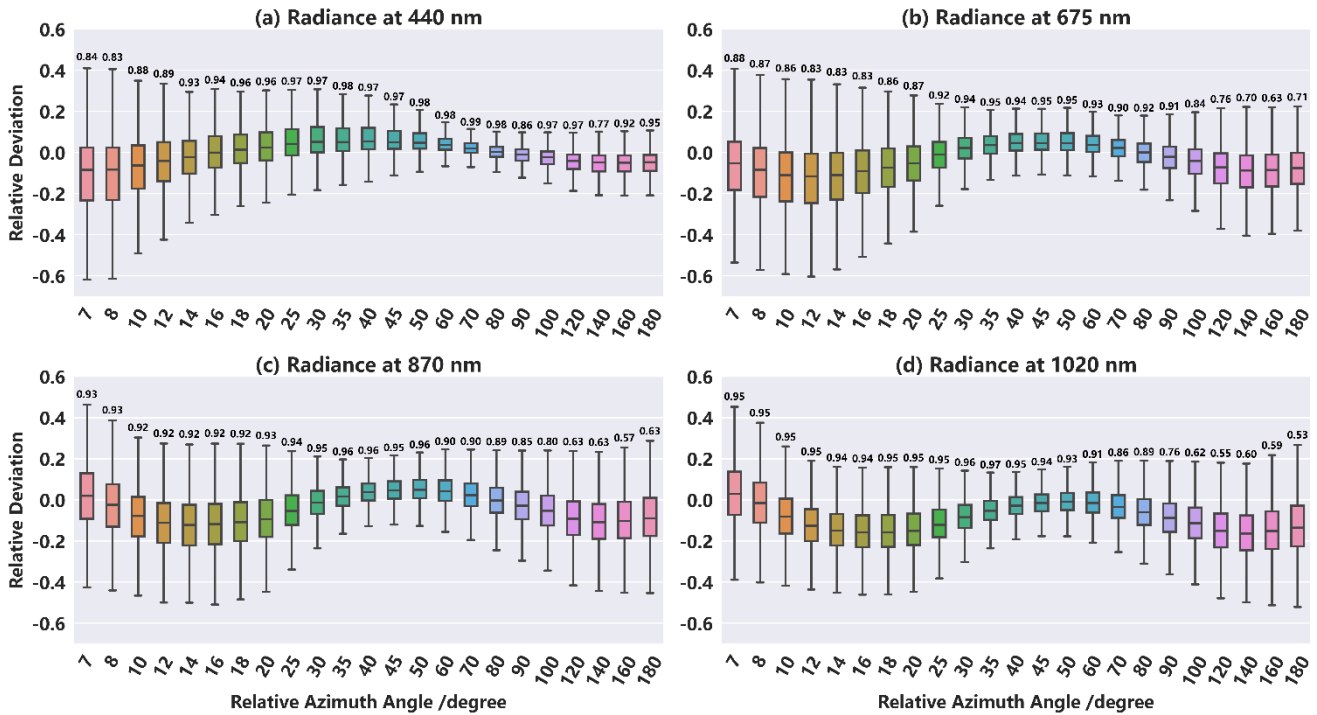 (a) Radiance at 440 nm
0.6
0.4
0.2
0.0
-0.2
-0.4
-0.6
Relative Deviation
0.84 0.83 0.88 0.89 0.93 0.94 0.96 0.96 0.97 0.97 0.98 0.97 0.97 0.98 0.98 0.99 0.98 0.86 0.97 0.97 0.77 0.92 0.95
7 8 10 12 14 16 18 20 25 30 35 40 45 50 60 70 80 90 100 120 140 160 180
(b) Radiance at 675 nm
0.6
0.4
0.2
0.0
-0.2
-0.4
-0.6
0.88 0.87 0.86 0.83 0.83 0.83 0.86 0.87 0.92 0.94 0.95 0.94 0.95 0.95 0.93 0.90 0.92 0.91 0.84 0.76 0.70 0.63 0.71
7 8 10 12 14 16 18 20 25 30 35 40 45 50 60 70 80 90 100 120 140 160 180
(c) Radiance at 870 nm
0.6
0.4
0.2
0.0
-0.2
-0.4
-0.6
Relative Deviation
0.93 0.93 0.92 0.92 0.92 0.92 0.92 0.93 0.94 0.95 0.96 0.96 0.95 0.96 0.90 0.90 0.89 0.85 0.80 0.63 0.63 0.57 0.63
7 8 10 12 14 16 18 20 25 30 35 40 45 50 60 70 80 90 100 120 140 160 180
Relative Azimuth Angle /degree
(d) Radiance at 1020 nm
0.6
0.4
0.2
0.0
-0.2
-0.4
-0.6
0.95 0.95 0.95 0.95 0.94 0.94 0.95 0.95 0.95 0.96 0.97 0.95 0.94 0.93 0.91 0.86 0.89 0.76 0.62 0.55 0.60 0.59 0.53
7 8 10 12 14 16 18 20 25 30 35 40 45 50 60 70 80 90 100 120 140 160 180
Relative Azimuth Angle /degree